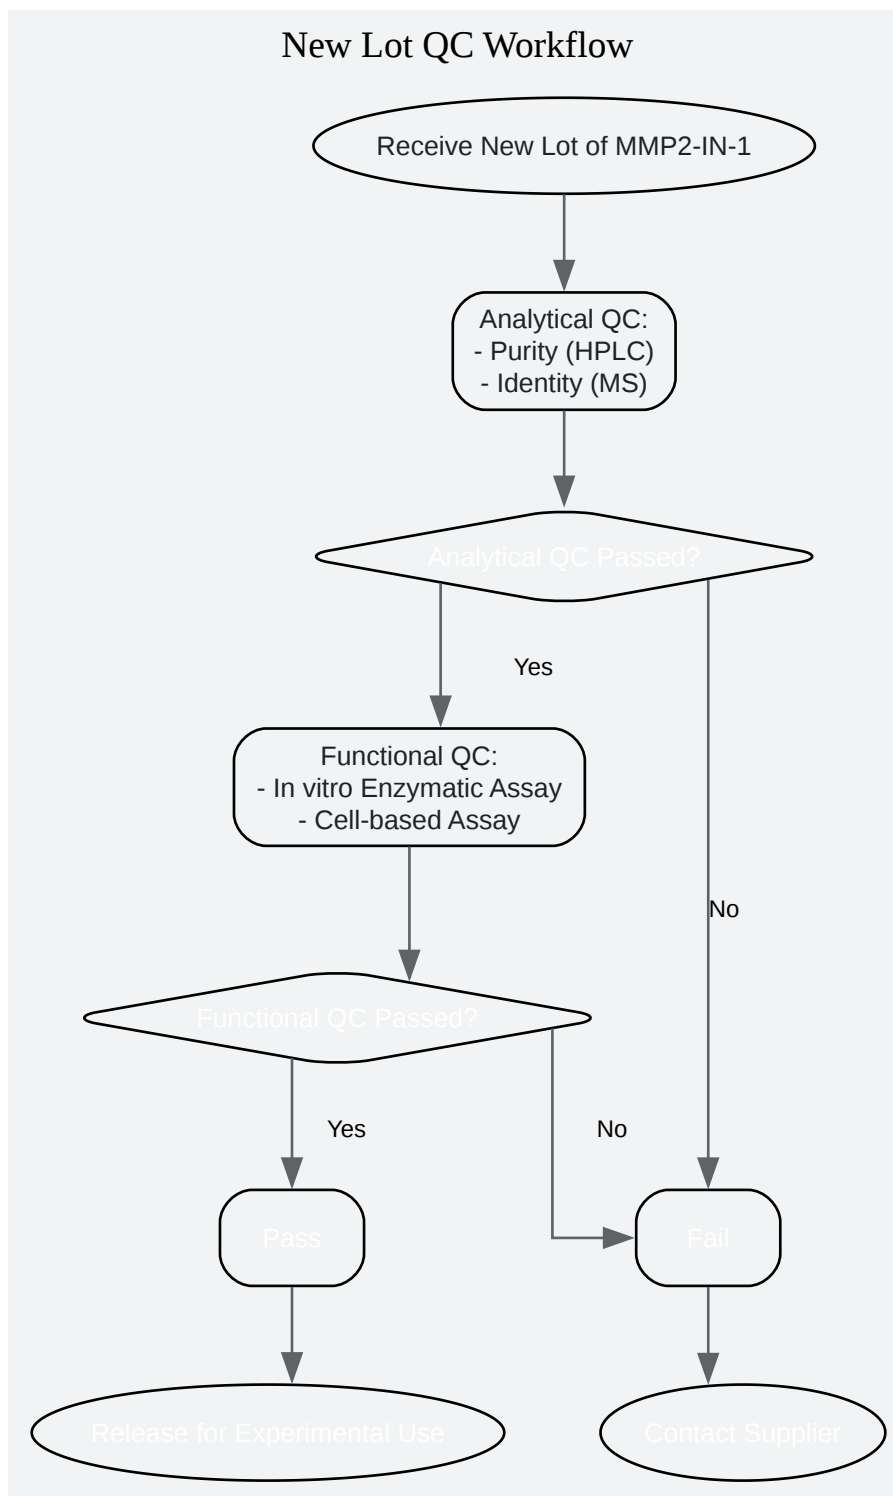 New Lot QC Workflow
Receive New Lot of MMP2-IN-1
Analytical QC:
- Purity (HPLC)
- Identity (MS)
Analytical QC Passed?
Yes
Functional QC:
- In vitro Enzymatic Assay
- Cell-based Assay
No
Functional QC Passed?
Yes
No
Pass
Fail
Release for Experimental Use
Contact Supplier